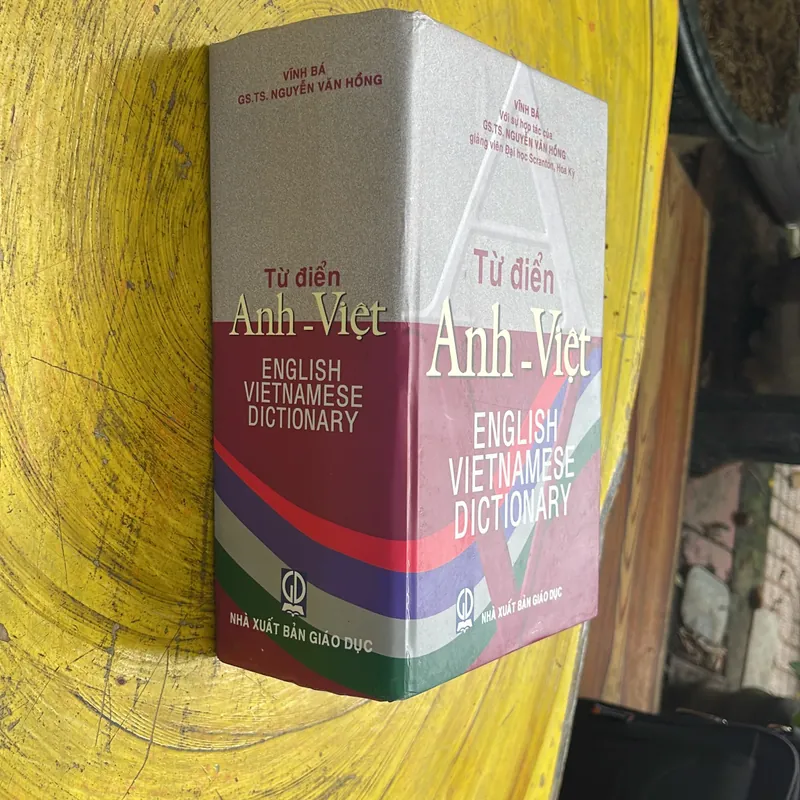 VĨNH BÁ
GS.TS. NGUYỄN VĂN HỒNG
Từ điển
Anh - Việt
ENGLISH
VIETNAMESE
DICTIONARY
GD
NHÀ XUẤT BẢN GIÁO DỤC
VĨNH BÁ
Với sự hợp tác của
GS.TS. NGUYỄN VĂN HỒNG
giảng viên Đại học Scranton, Hoa Kỳ
Từ điển
Anh - Việt
ENGLISH
VIETNAMESE
DICTIONARY
GD
NHÀ XUẤT BẢN GIÁO DỤC